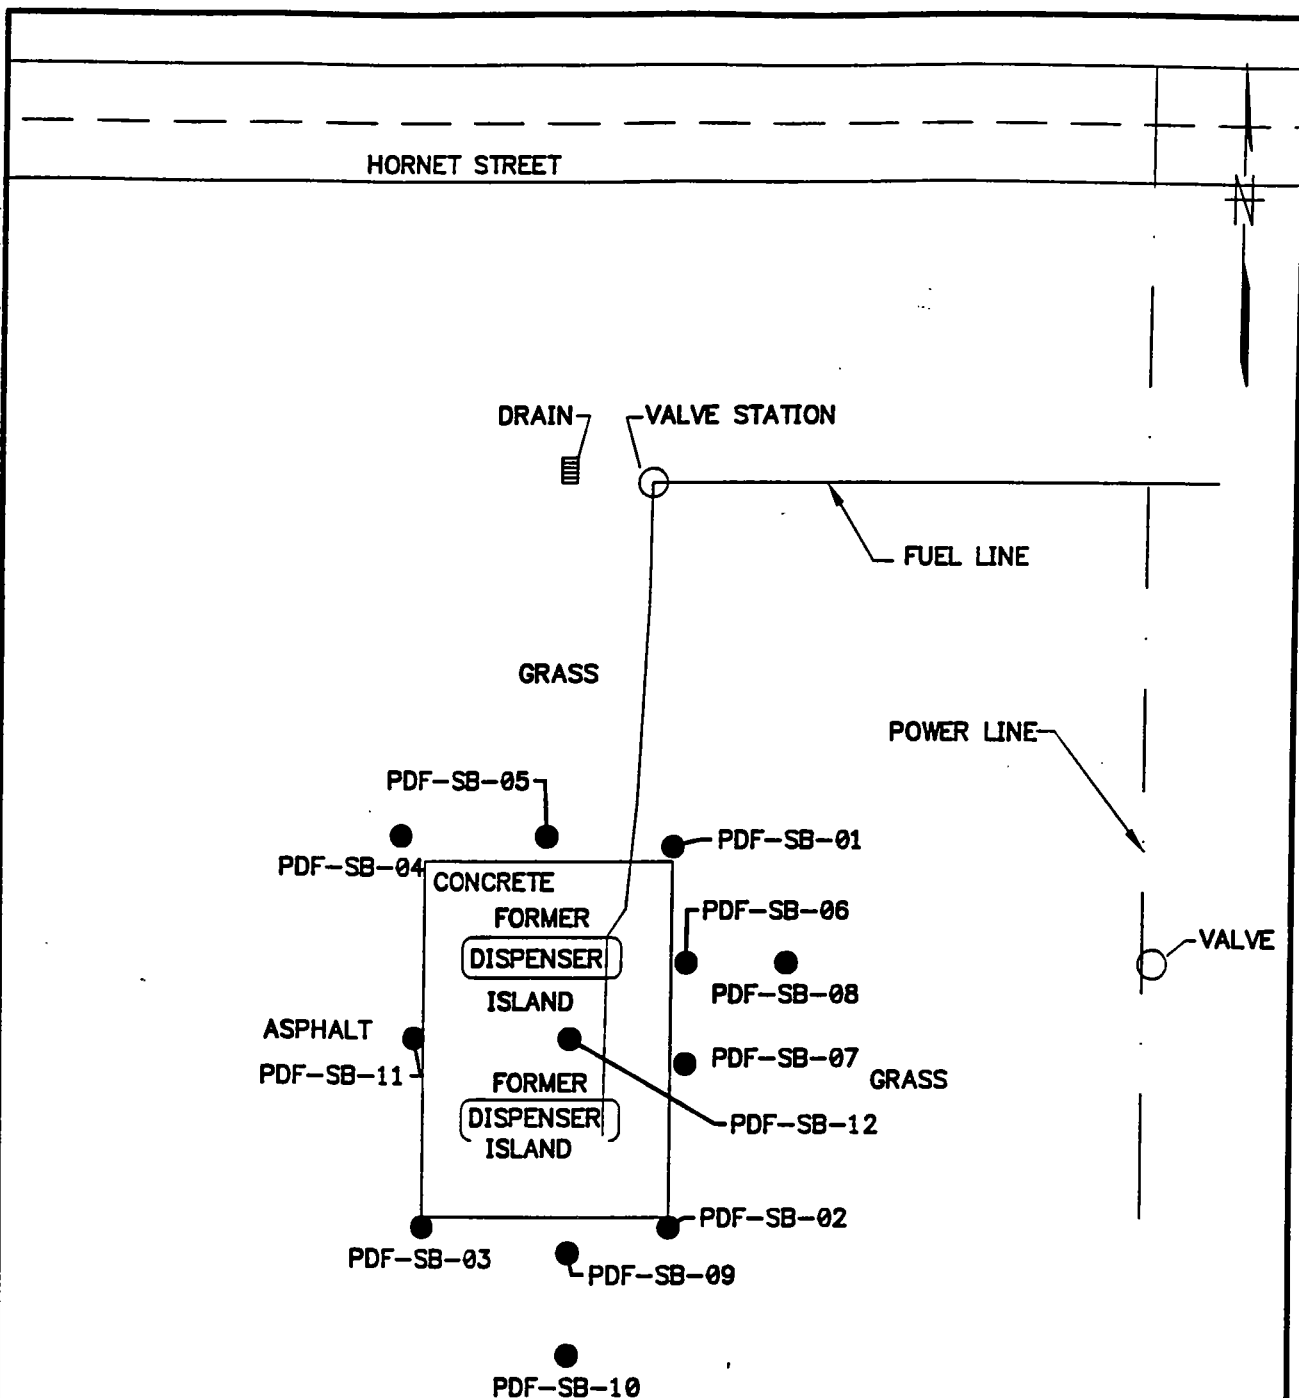 HORNET STREET
N
DRAIN
VALVE STATION
FUEL LINE
GRASS
POWER LINE
PDF-SB-05
PDF-SB-01
PDF-SB-04
CONCRETE
FORMER
PDF-SB-06
DISPENSER
VALVE
ISLAND
PDF-SB-08
ASPHALT
PDF-SB-07
PDF-SB-11
GRASS
FORMER
DISPENSER
PDF-SB-12
ISLAND
PDF-SB-02
PDF-SB-03
PDF-SB-09
PDF-SB-10